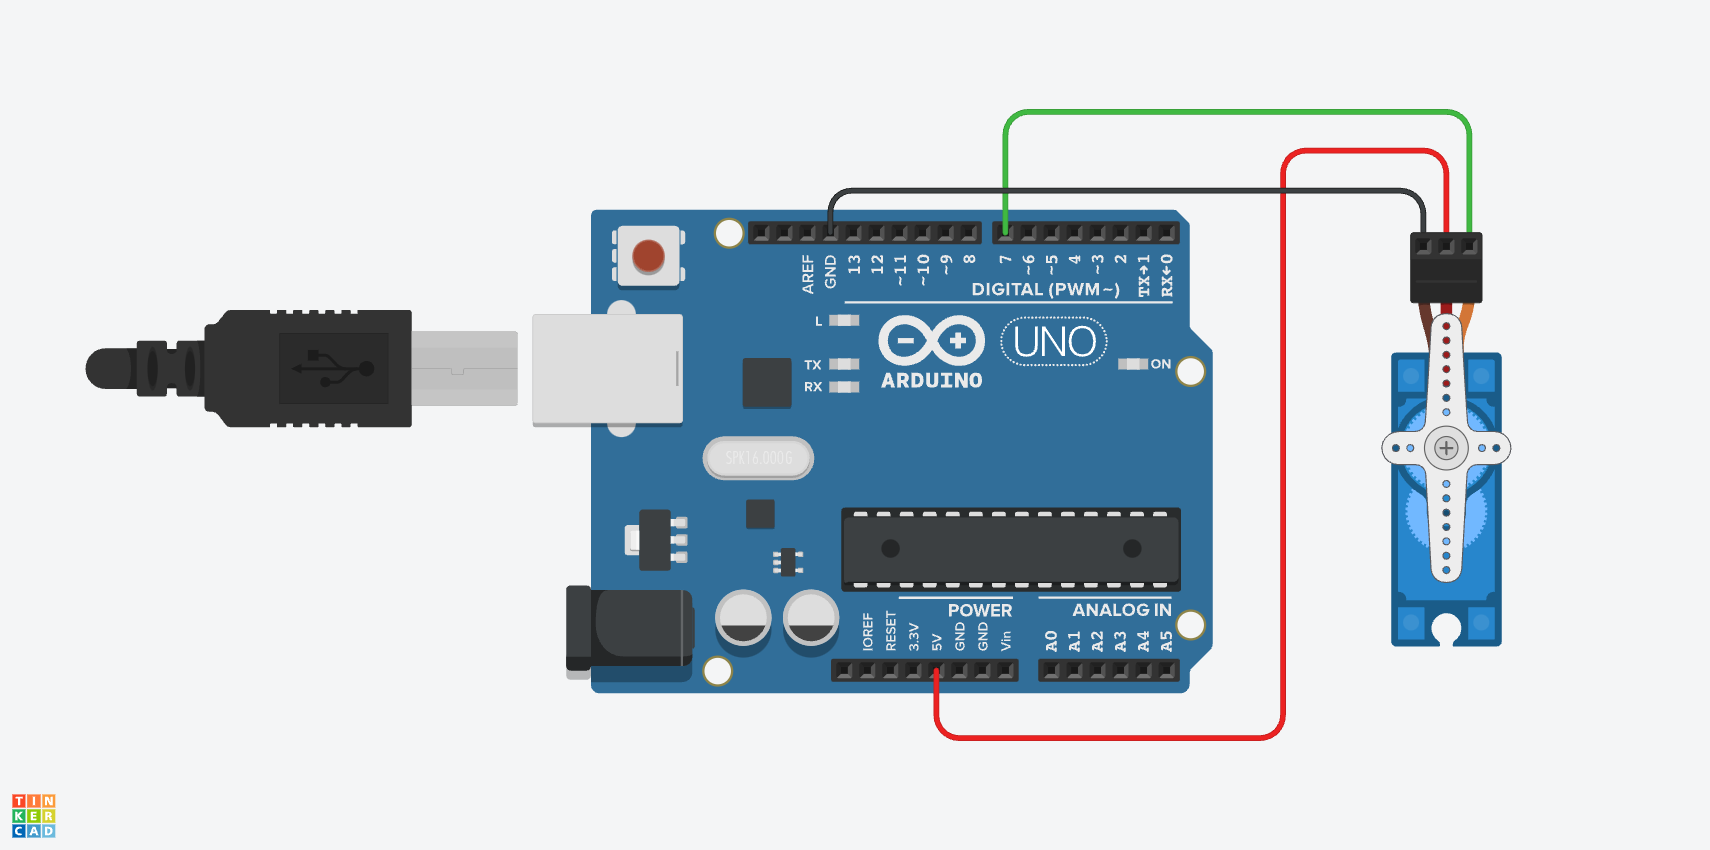 AREF
GND
13
12
~11
~10
~9
8
7
~6
~5
4
~3
2
TX→1
RX←0
DIGITAL (PWM~)
L
TX
RX
ARDUINO
UNO
ON
SPK16.000G
POWER
ANALOG IN
IOREF
RESET
3.3V
5V
GND
GND
Vin
A0
A1
A2
A3
A4
A5
TIN
KER
CAD